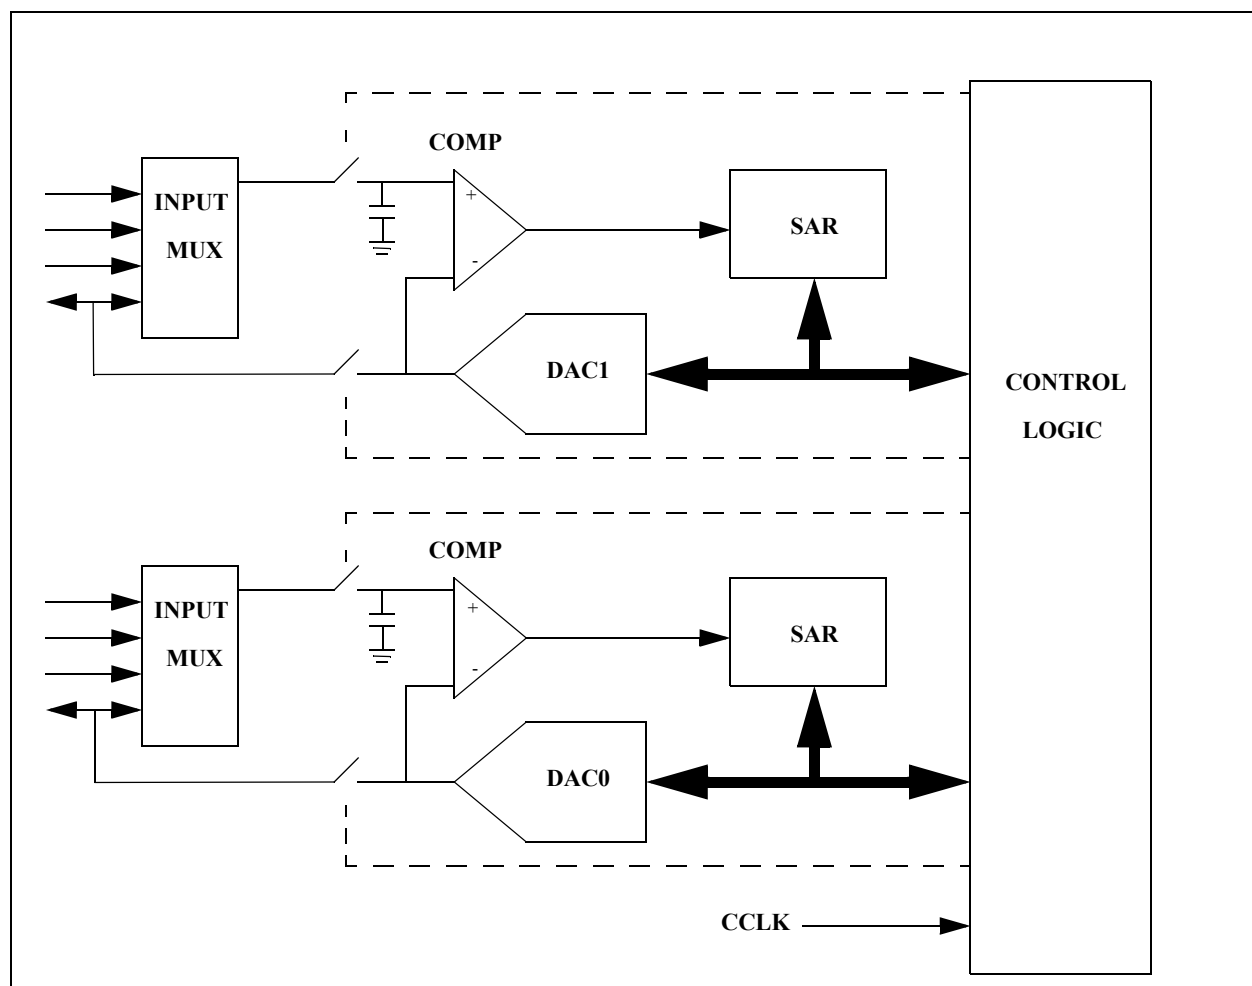 COMP
INPUT
MUX
+
-
SAR
DAC1
CONTROL
LOGIC
COMP
INPUT
MUX
+
-
SAR
DAC0
CCLK